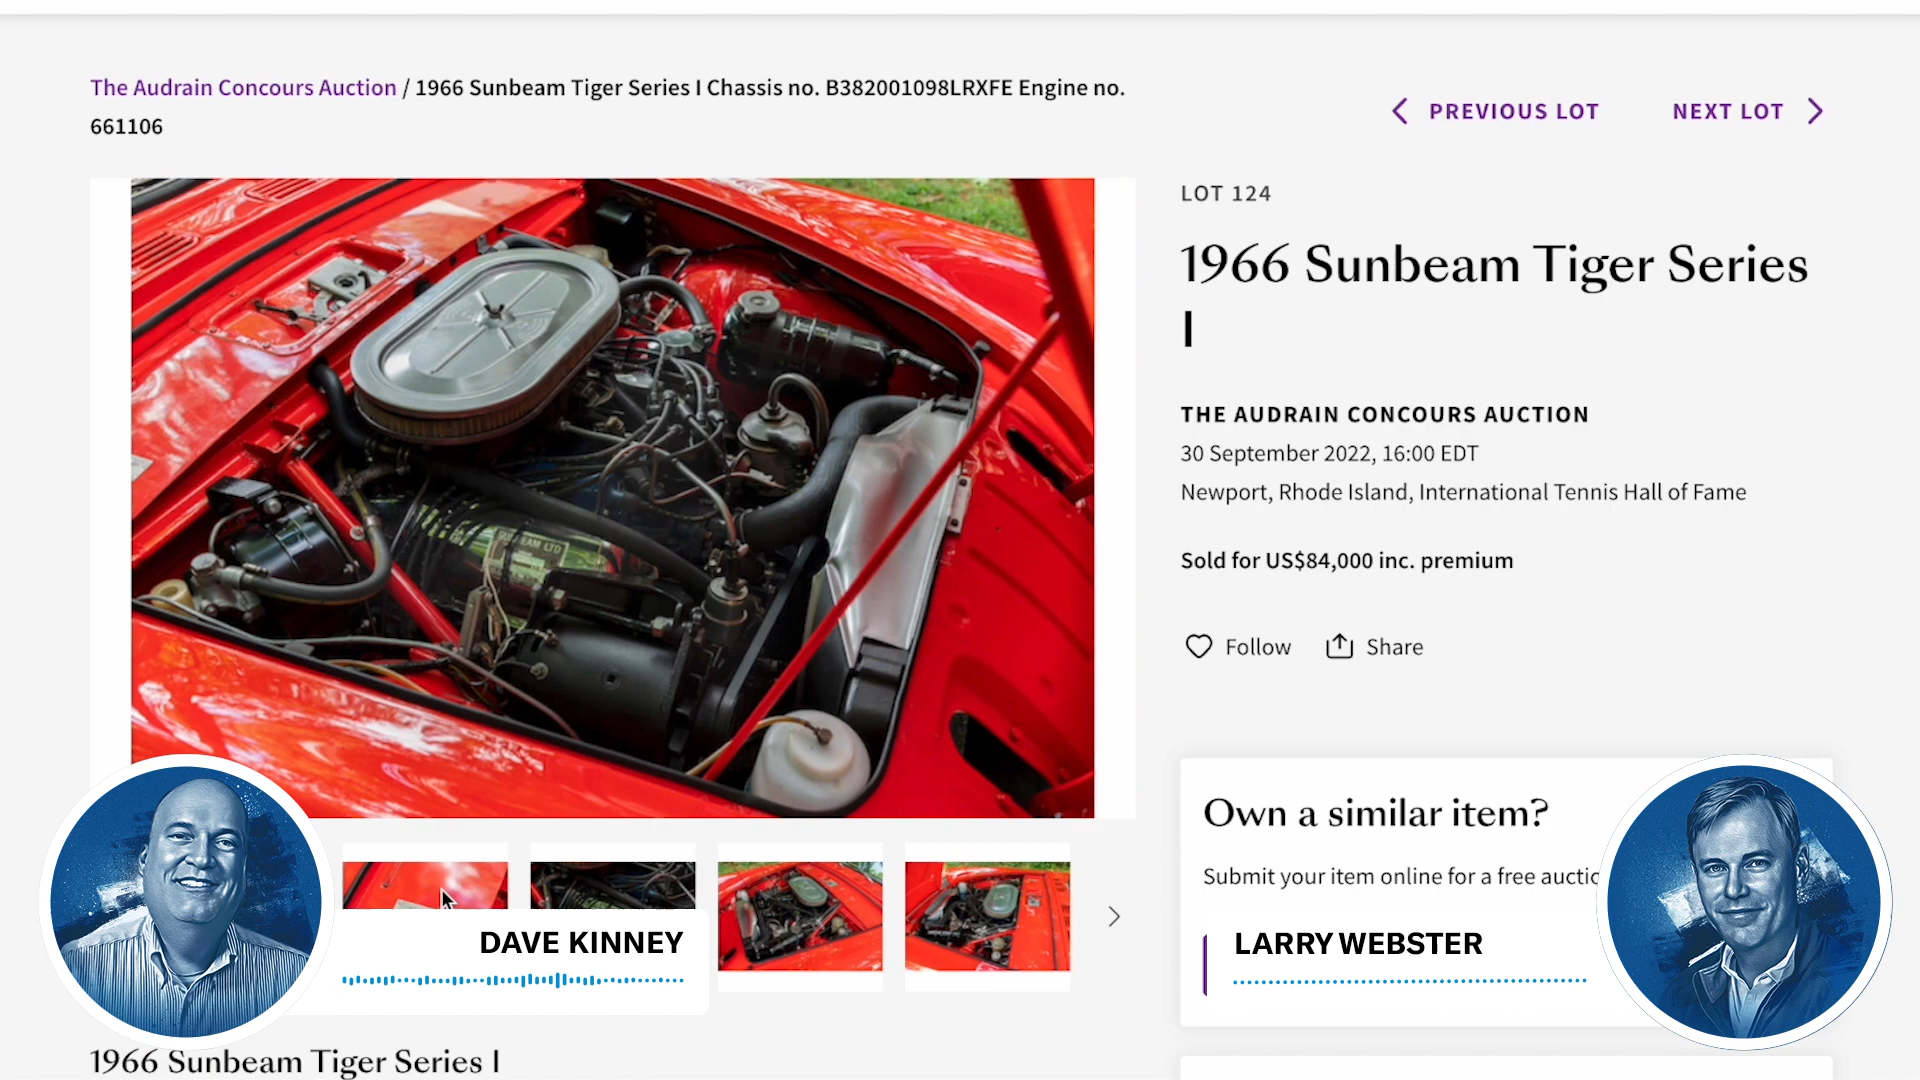 The Audrain Concours Auction / 1966 Sunbeam Tiger Series I Chassis no. B382001098LRXFE Engine no.
661106
PREVIOUS LOT
NEXT LOT
LOT 124
1966 Sunbeam Tiger Series
I
THE AUDRAIN CONCOURS AUCTION
30 September 2022, 16:00 EDT
Newport, Rhode Island, International Tennis Hall of Fame
Sold for US$84,000 inc. premium
Follow
Share
SUNBEAM LTD
Own a similar item?
Submit your item online for a free auctio
DAVE KINNEY
LARRY WEBSTER
1966 Sunbeam Tiger Series I